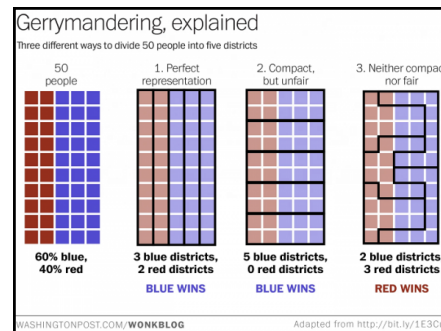 Gerrymandering, explained
Three different ways to divide 50 people into five districts
50
people
60% blue,
40% red
1. Perfect
representation
3 blue districts,
2 red districts
BLUE WINS
2. Compact,
but unfair
5 blue districts,
0 red districts
BLUE WINS
3. Neither compac
nor fair
2 blue districts
3 red districts
RED WINS
WASHINGTONPOST.COM/WONKBLOG
Adapted from http://bit.ly/1E3C